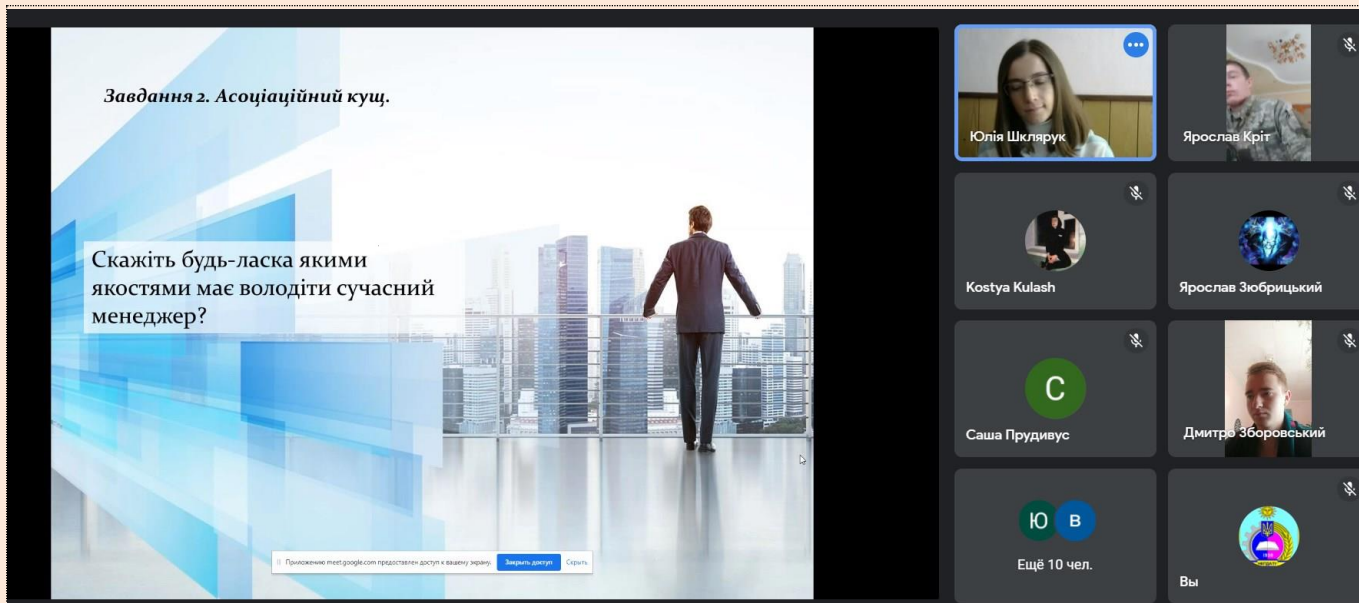 Завдання 2. Асоціаційний кущ.
Скажіть будь-ласка якими
якостями має володіти сучасний
менеджер?
Приложению meet.google.com предоставлен доступ к вашему экрану.
Закрыть доступ
Скрыть
Юлія Шклярук
Ярослав Кріт
Kostya Kulash
Ярослав Зюбрицький
С
Саша Прудивус
Дмитро Зборовський
Ю
В
Ещё 10 чел.
Вы